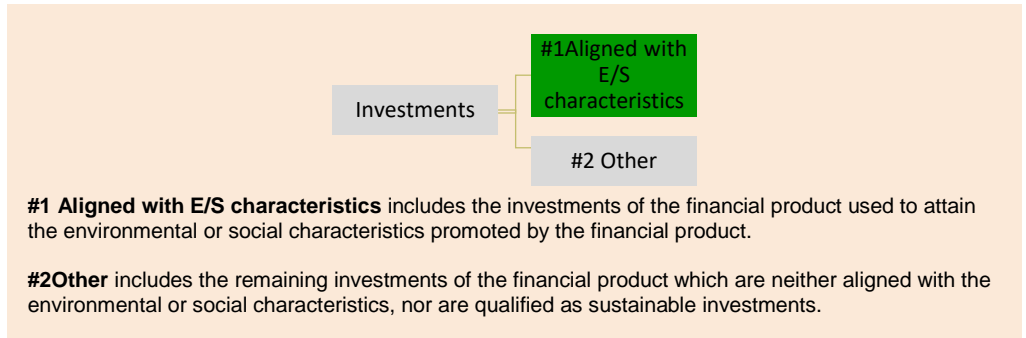 #1Aligned with
E/S
characteristics
Investments
#2 Other
#1 Aligned with E/S characteristics includes the investments of the financial product used to attain
the environmental or social characteristics promoted by the financial product.
#2Other includes the remaining investments of the financial product which are neither aligned with the
environmental or social characteristics, nor are qualified as sustainable investments.